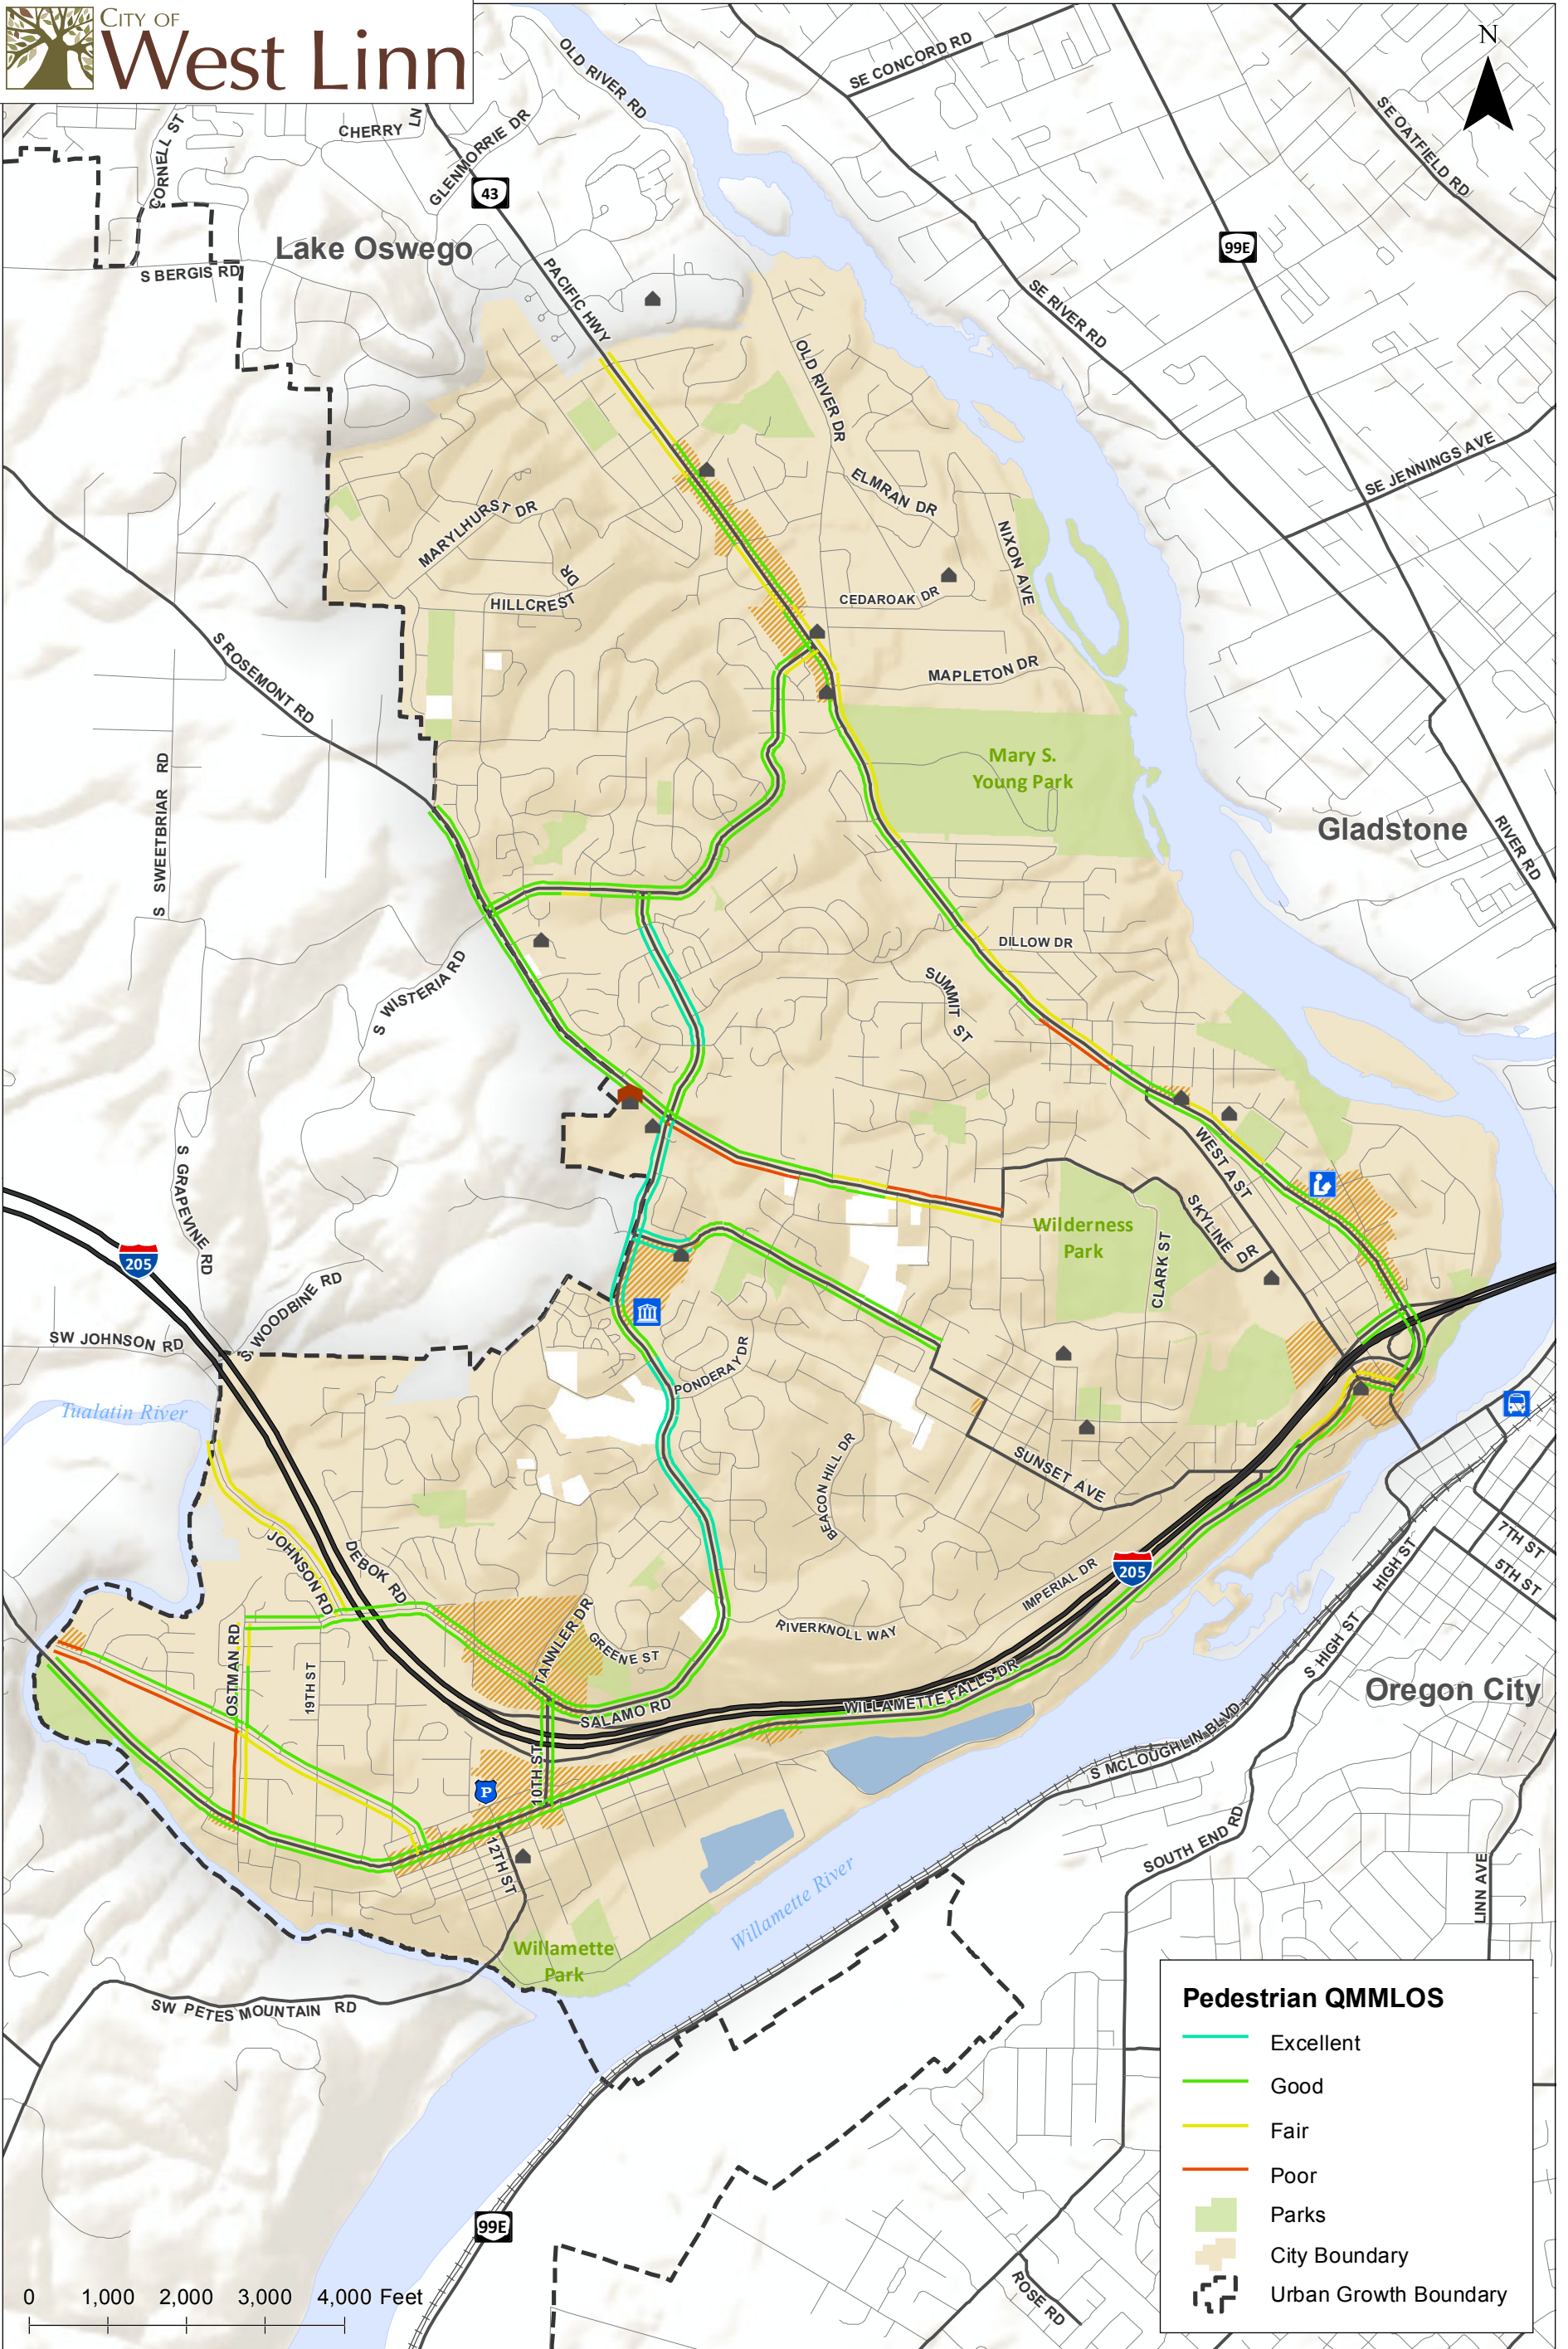 CITY OF
West Linn
N
OLD RIVER RD
SE CONCORD RD
SE OATFIELD RD
CHERRY LN
CORNELL ST
GLENMORRIE DR
43
Lake Oswego
99E
S BERGIS RD
PACIFIC HWY
SE RIVER RD
OLD RIVER DR
SE JENNINGS AVE
ELMRAN DR
MARYLHURST DR
NIXON AVE
HILLCREST DR
CEDAROAK DR
S ROSEMONT RD
MAPLETON DR
Mary S.
Young Park
S SWEETBRIAR RD
Gladstone
RIVER RD
DILLOW DR
S WISTERIA RD
SUMMIT ST
WEST A ST
S GRAPEVINE RD
SKYLINE DR
Wilderness
Park
CLARK ST
205
S WOODBINE RD
SW JOHNSON RD
PONDERAY DR
Tualatin River
BEACON HILL DR
SUNSET AVE
JOHNSON RD
DEBOK RD
7TH ST
5TH ST
HIGH ST
205
IMPERIAL DR
TANNLER DR
GREENE ST
RIVERKNOLL WAY
S HIGH ST
OSTMAN RD
19TH ST
SALAMO RD
WILLAMETTE FALLS DR
Oregon City
S MCLOUGHLIN BLVD
10TH ST
P
12TH ST
SOUTH END RD
LINN AVE
Willamette River
Willamette
Park
SW PETES MOUNTAIN RD
Pedestrian QMMLOS
Excellent
Good
Fair
Poor
Parks
City Boundary
Urban Growth Boundary
99E
ROSE RD
0 1,000 2,000 3,000 4,000 Feet